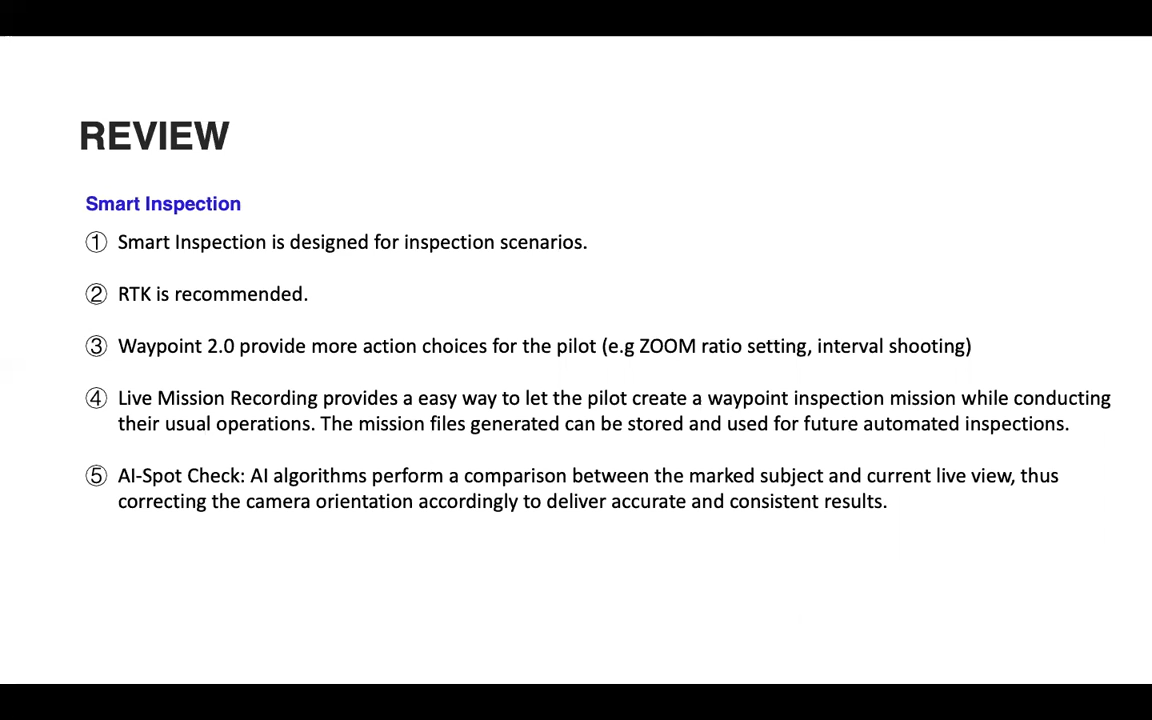 REVIEW
Smart Inspection
① Smart Inspection is designed for inspection scenarios.
② RTK is recommended.
③ Waypoint 2.0 provide more action choices for the pilot (e.g ZOOM ratio setting, interval shooting)
④ Live Mission Recording provides a easy way to let the pilot create a waypoint inspection mission while conducting
their usual operations. The mission files generated can be stored and used for future automated inspections.
⑤ AI-Spot Check: AI algorithms perform a comparison between the marked subject and current live view, thus
correcting the camera orientation accordingly to deliver accurate and consistent results.